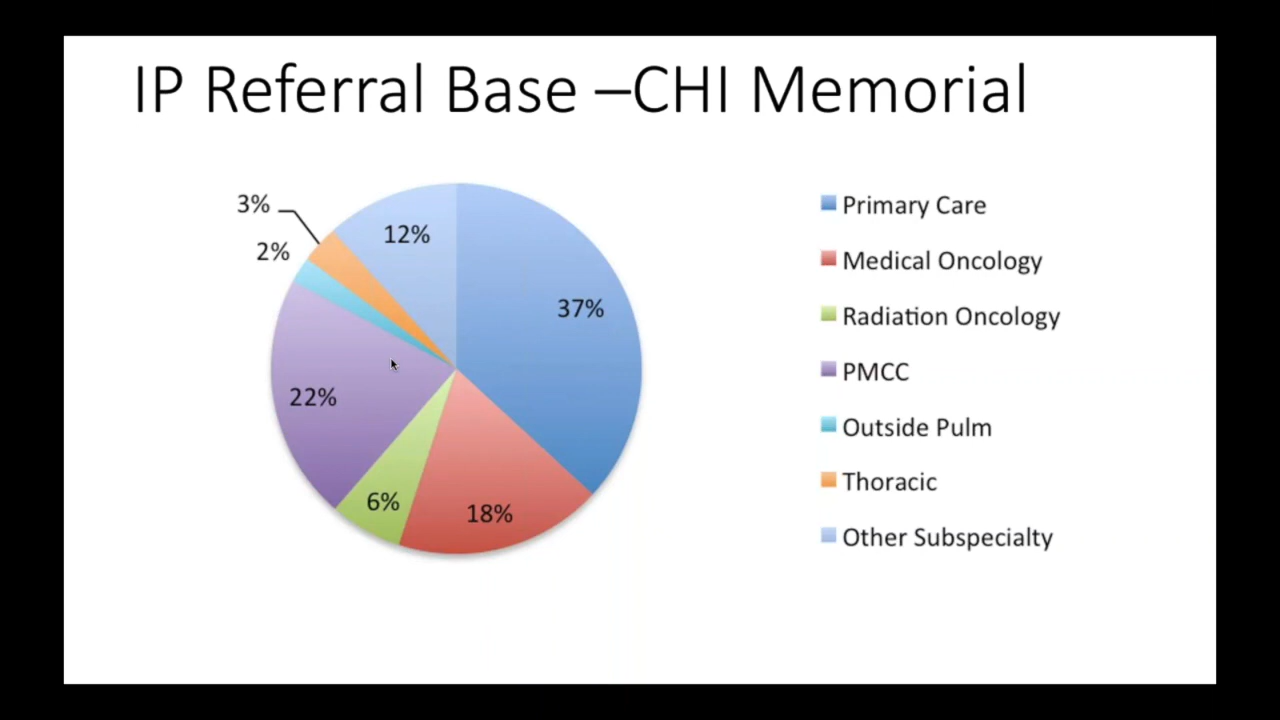 IP Referral Base –CHI Memorial
3%
2%
12%
37%
22%
6%
18%
Primary Care
Medical Oncology
Radiation Oncology
PMCC
Outside Pulm
Thoracic
Other Subspecialty